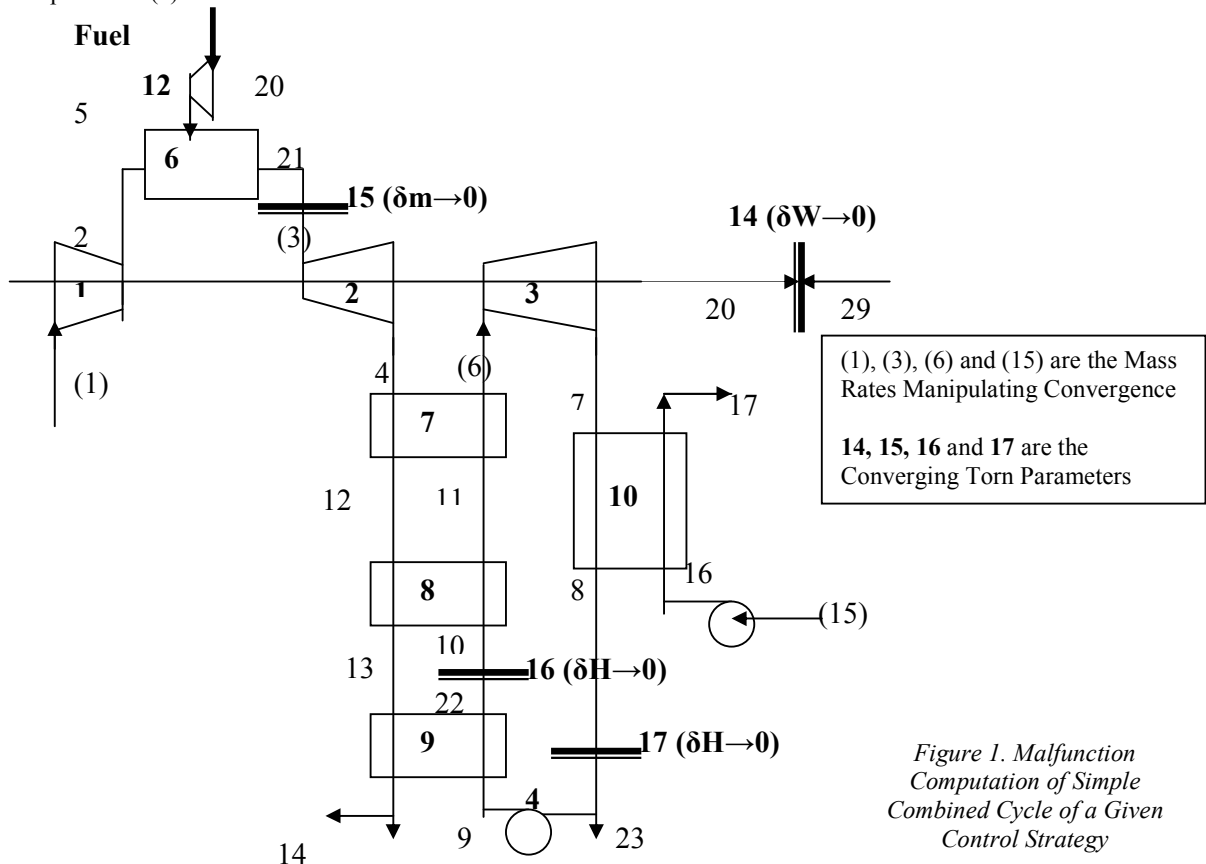 Fuel
12 20
5
6 21
15 (δm→0)
14 (δW→0)
2 (3)
1 2 3
20 29
(1) 4 (6) 7 17
(1), (3), (6) and (15) are the Mass
Rates Manipulating Convergence
14, 15, 16 and 17 are the
Converging Torn Parameters
7
12 11 10
8 8 16
(15)
10
13 16 (δH→0)
22
9 17 (δH→0)
4
9 23
14
Figure 1. Malfunction
Computation of Simple
Combined Cycle of a Given
Control Strategy